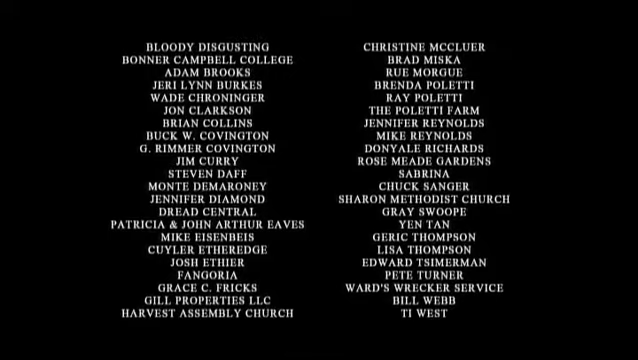 BLOODY DISGUSTING
BONNER CAMPBELL COLLEGE
ADAM BROOKS
JERI LYNN BURKES
WADE CHRONINGER
JON CLARKSON
BRIAN COLLINS
BUCK W. COVINGTON
G. RIMMER COVINGTON
JIM CURRY
STEVEN DAFF
MONTE DEMARONEY
JENNIFER DIAMOND
DREAD CENTRAL
PATRICIA & JOHN ARTHUR EAVES
MIKE EISENBEIS
CUYLER ETHEREDGE
JOSH ETHIER
FANGORIA
GRACE C. FRICKS
GILL PROPERTIES LLC
HARVEST ASSEMBLY CHURCH
CHRISTINE MCCLUER
BRAD MISKA
RUE MORGUE
BRENDA POLETTI
RAY POLETTI
THE POLETTI FARM
JENNIFER REYNOLDS
MIKE REYNOLDS
DONYALE RICHARDS
ROSE MEADE GARDENS
SABRINA
CHUCK SANGER
SHARON METHODIST CHURCH
GRAY SWOOPE
YEN TAN
GERIC THOMPSON
LISA THOMPSON
EDWARD TSIMERMAN
PETE TURNER
WARD'S WRECKER SERVICE
BILL WEBB
TI WEST